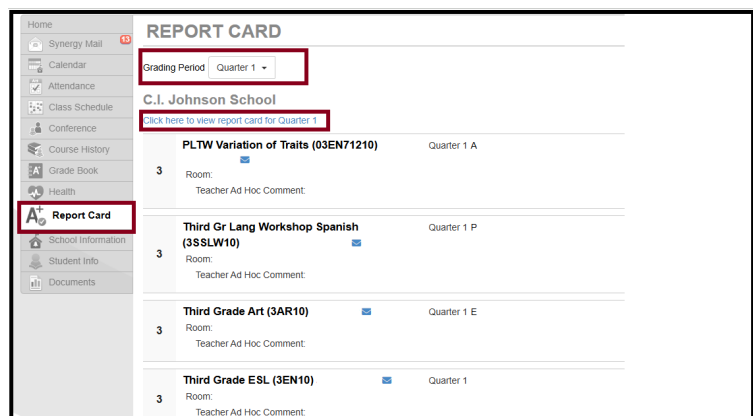 Home
Synergy Mail
13
Calendar
Attendance
Class Schedule
Conference
Course History
Grade Book
Health
Report Card
School Information
Student Info
Documents
REPORT CARD
Grading Period Quarter 1
C.I. Johnson School
Click here to view report card for Quarter 1
PLTW Variation of Traits (03EN71210) Quarter 1 A
3
Room:
Teacher Ad Hoc Comment:
Third Gr Lang Workshop Spanish Quarter 1 P
(3SSLW10)
3
Room:
Teacher Ad Hoc Comment:
Third Grade Art (3AR10) Quarter 1 E
3
Room:
Teacher Ad Hoc Comment:
Third Grade ESL (3EN10) Quarter 1
3
Room:
Teacher Ad Hoc Comment: